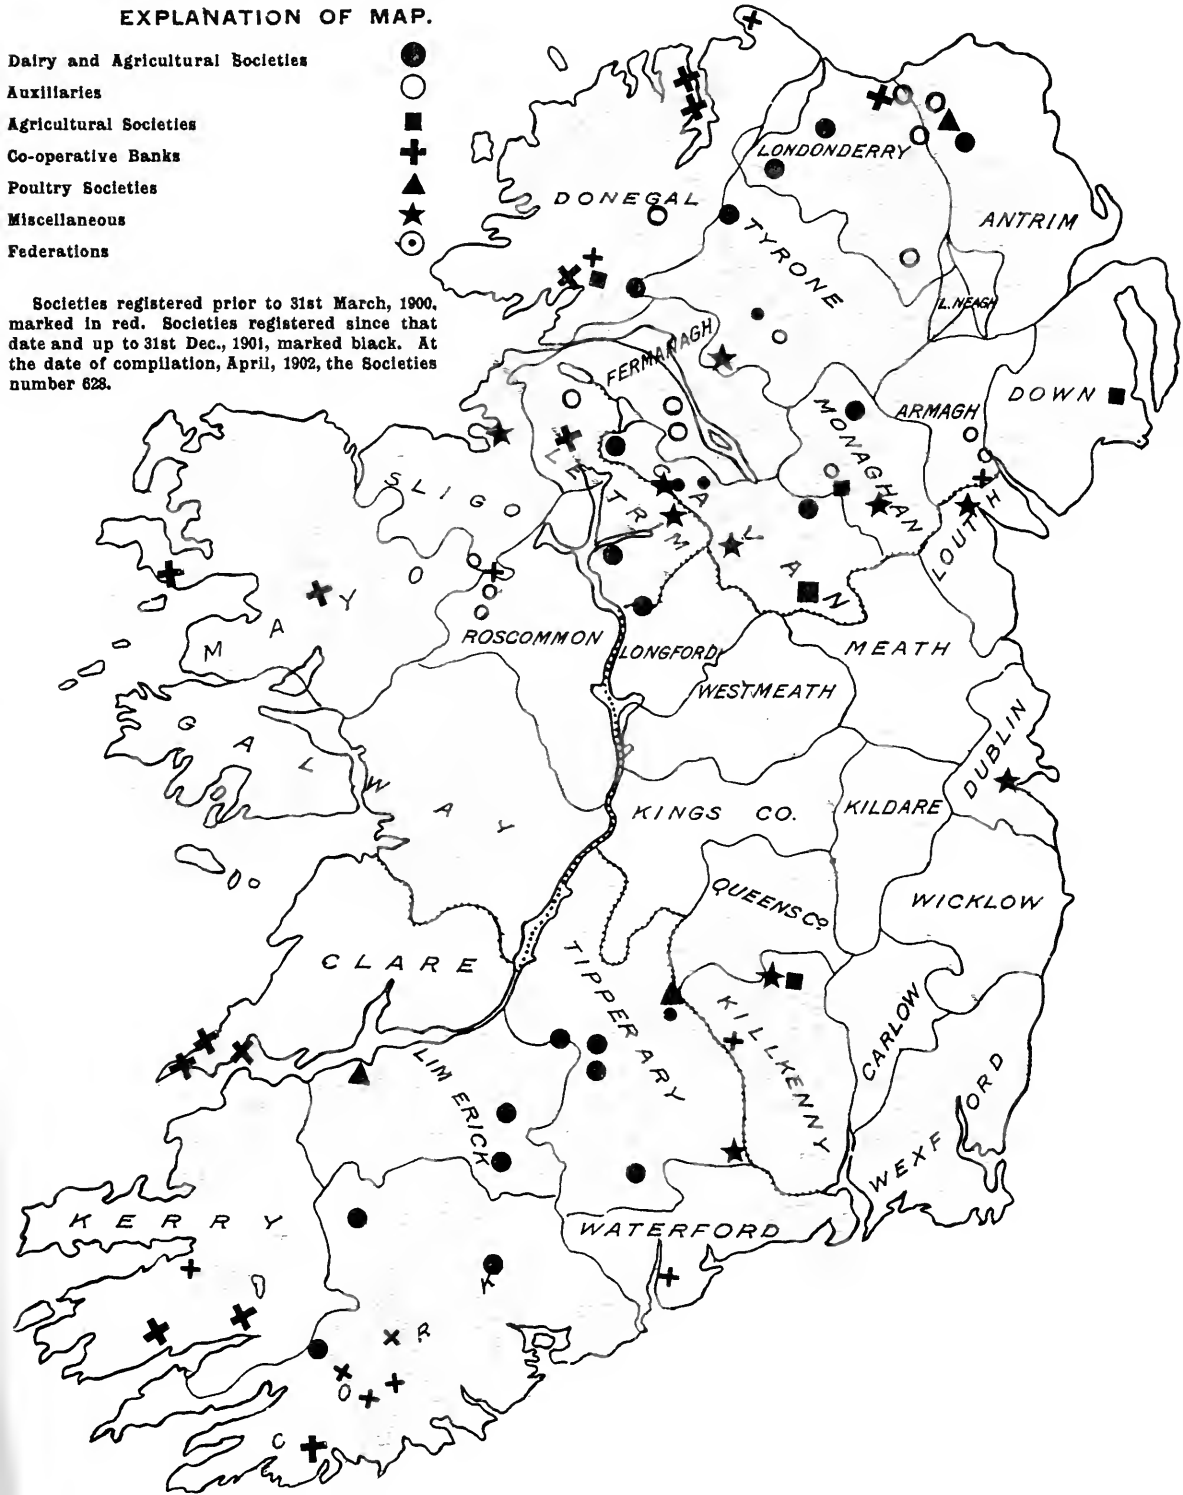 EXPLANATION OF MAP.
Dairy and Agricultural Societies
Auxiliaries
Agricultural Societies
Co-operative Banks
Poultry Societies
Miscellaneous
Federations
Societies registered prior to 31st March, 1900,
marked in red. Societies registered since that
date and up to 31st Dec., 1901, marked black. At
the date of compilation, April, 1902, the Societies
number 628.
LONDONDERRY
DONEGAL
ANTRIM
TYRONE
L. NEAGH
FERMANAGH
DOWN
ARMAGH
MONAGHAN
SLIGO
LEITRIM
CAVAN
LOUTH
MAYO
ROSCOMMON
LONGFORD
MEATH
WESTMEATH
GALWAY
DUBLIN
KINGS CO.
KILDARE
QUEENS CO
WICKLOW
CLARE
TIPPERARY
KILLKENNY
CARLOW
LIMERICK
WEXFORD
KERRY
WATERFORD
CORK